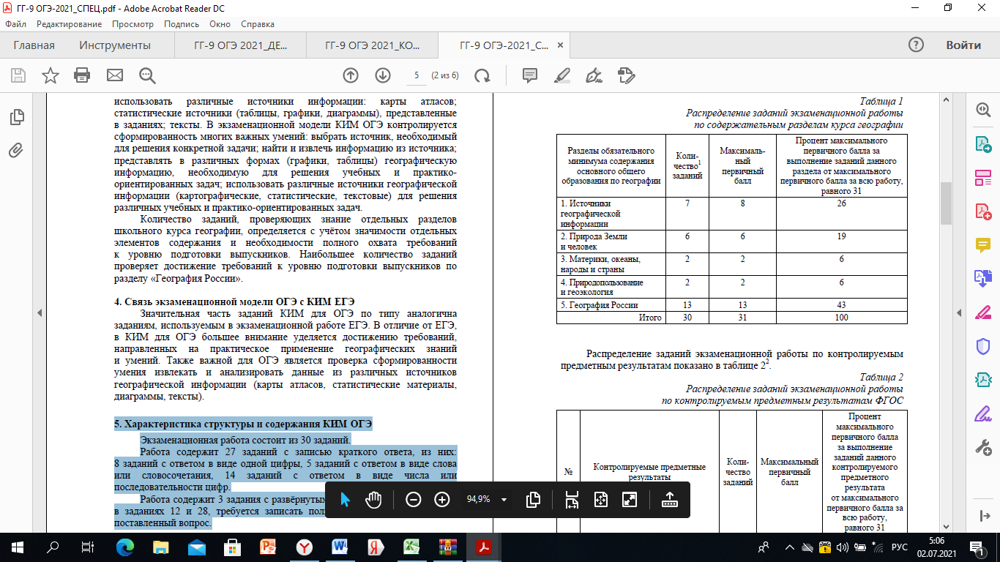 ГГ-9 ОГЭ-2021_СПЕЦ.pdf - Adobe Acrobat Reader DC
Файл Редактирование Просмотр Подпись Окно Справка
Главная Инструменты ГГ-9 ОГЭ 2021_ДЕ... ГГ-9 ОГЭ 2021_КО... ГГ-9 ОГЭ-2021_С... Войти
5 (2 из 6)
использовать различные источники информации: карты атласов;
статистические источники (таблицы, графики, диаграммы), представленные
в заданиях; тексты. В экзаменационной модели КИМ ОГЭ контролируется
сформированность многих важных умений: выбрать источник, необходимый
для решения конкретной задачи; найти и извлечь информацию из источника;
представлять в различных формах (графики, таблицы) географическую
информацию, необходимую для решения учебных и практико-
ориентированных задач; использовать различные источники географической
информации (картографические, статистические, текстовые) для решения
различных учебных и практико-ориентированных задач.
Количество заданий, проверяющих знание отдельных разделов
школьного курса географии, определяется с учётом значимости отдельных
элементов содержания и необходимости полного охвата требований
к уровню подготовки выпускников. Наибольшее количество заданий
проверяет достижение требований к уровню подготовки выпускников по
разделу «География России».
4. Связь экзаменационной модели ОГЭ с КИМ ЕГЭ
Значительная часть заданий КИМ для ОГЭ по типу аналогична
заданиям, используемым в экзаменационной работе ЕГЭ. В отличие от ЕГЭ,
в КИМ для ОГЭ большее внимание уделяется достижению требований,
направленных на практическое применение географических знаний
и умений. Также важной для ОГЭ является проверка сформированности
умения извлекать и анализировать данные из различных источников
географической информации (карты атласов, статистические материалы,
диаграммы, тексты).
5. Характеристика структуры и содержания КИМ ОГЭ
Экзаменационная работа состоит из 30 заданий.
Работа содержит 27 заданий с записью краткого ответа, из них:
8 заданий с ответом в виде одной цифры, 5 заданий с ответом в виде слова
или словосочетания, 14 заданий с ответом в виде числа или
последовательности цифр.
Работа содержит 3 задания с развёрнутым
в заданиях 12 и 28, требуется записать
поставленный вопрос.
Таблица 1
Распределение заданий экзаменационной работы
по содержательным разделам курса географии
Разделы обязательного
минимума содержания
основного общего
образования по географии
Коли-
чество1
заданий
Максималь-
ный
первичный
балл
Процент максимального
первичного балла за
выполнение заданий данного
раздела от максимального
первичного балла за всю работу,
равного 31
1. Источники 7 8 26
географической
информации
2. Природа Земли 6 6 19
и человек
3. Материки, океаны, 2 2 6
народы и страны
4. Природопользование 2 2 6
и геоэкология
5. География России 13 13 43
Итого 30 31 100
Распределение заданий экзаменационной работы по контролируемым
предметным результатам показано в таблице 22.
Таблица 2
Распределение заданий экзаменационной работы
по контролируемым предметным результатам ФГОС
№
Контролируемые предметные
результаты
Коли-
чество
заданий
Максимальный
первичный
балл
Процент
максимального
первичного балла
за выполнение
заданий данного
контролируемого
предметного
результата
от максимального
первичного балла за
всю работу,
равного 31
94,9%
РУС
5:06
02.07.2021
1